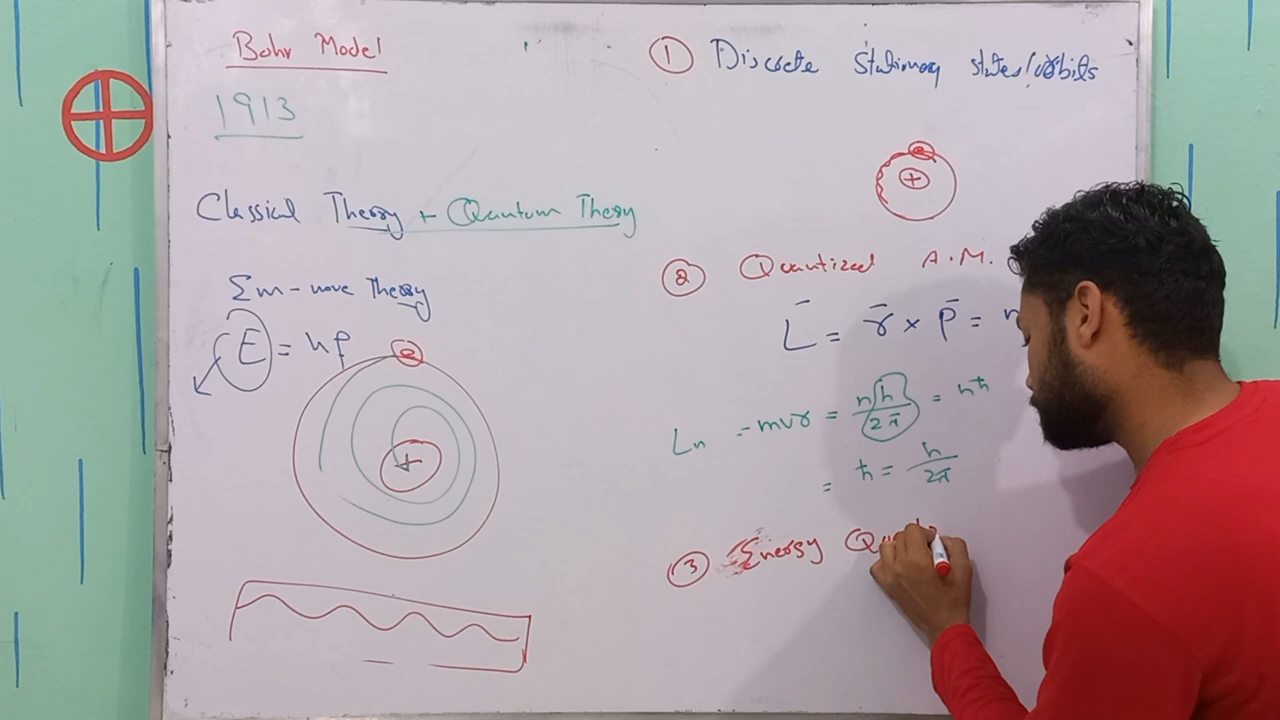 Bohr Model
1913
Classical Theory + Quantum Theory
Em-wave Theory
E = hf
e
+
① Discrete stationary states/orbits
e
+
② Quantized A.M.
L̄ = r̄ × p̄ = n
Ln = mvr = nh/2π = nħ
= ħ = h/2π
③ Energy